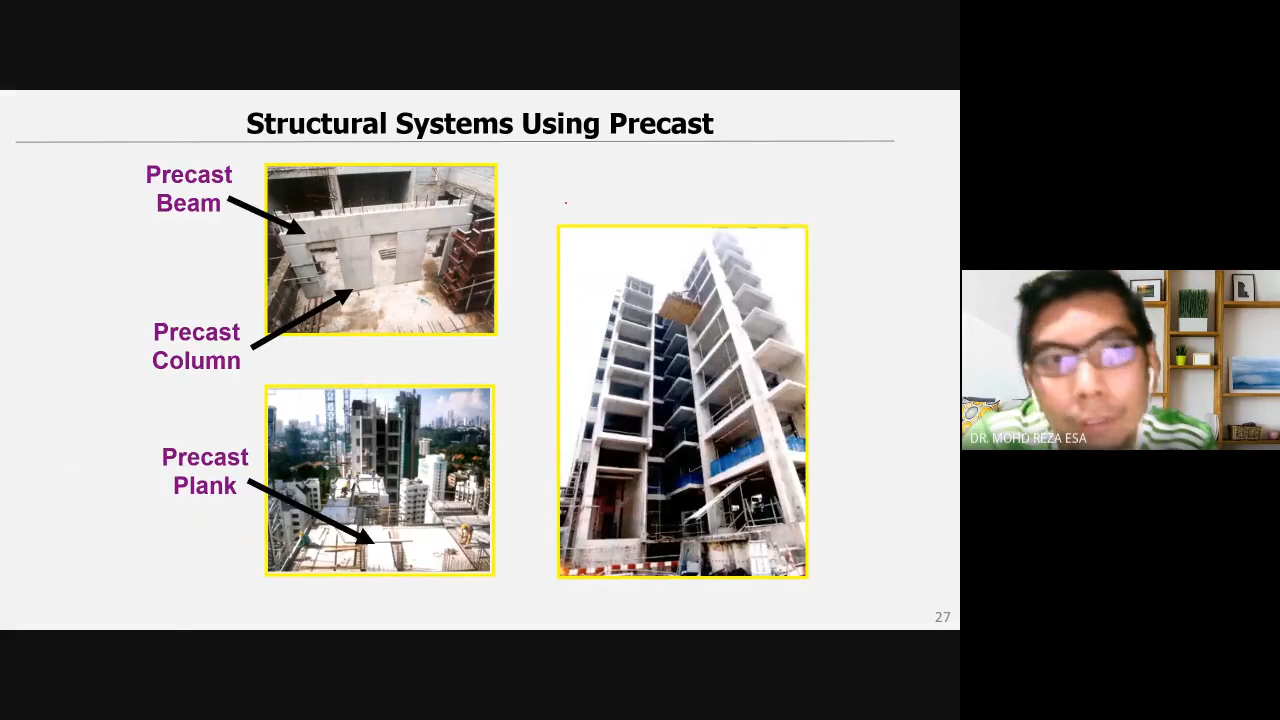 Structural Systems Using Precast
Precast
Beam
Precast
Column
Precast
Plank
27
DR. MOHD REZA ESA